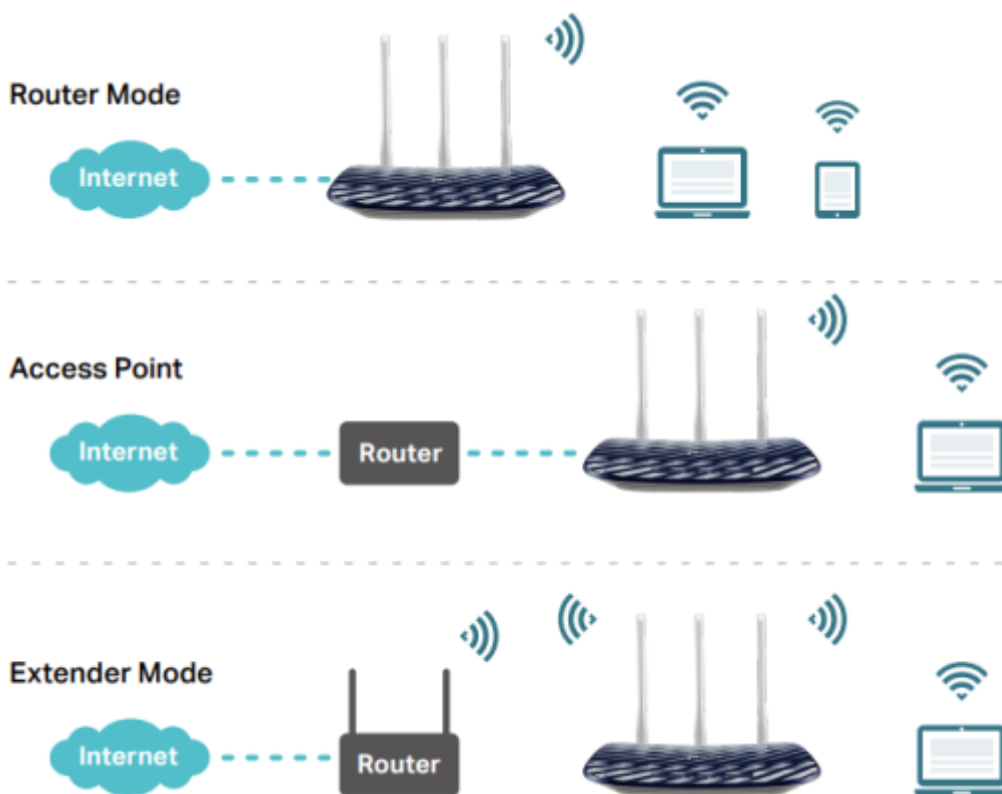 Router Mode
Internet
Access Point
Internet
Router
Extender Mode
Internet
Router